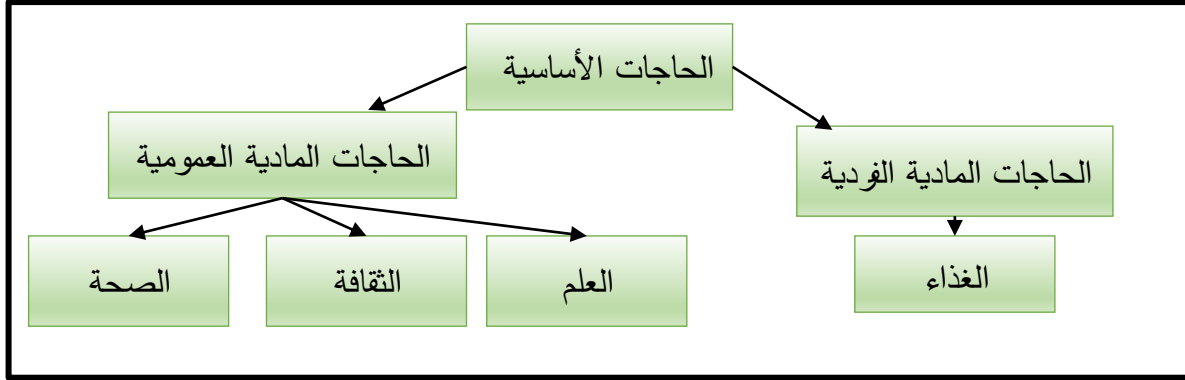 الحاجات الأساسية
الحاجات المادية الفردية
الحاجات المادية العمومية
الغذاء
العلم
الثقافة
الصحة